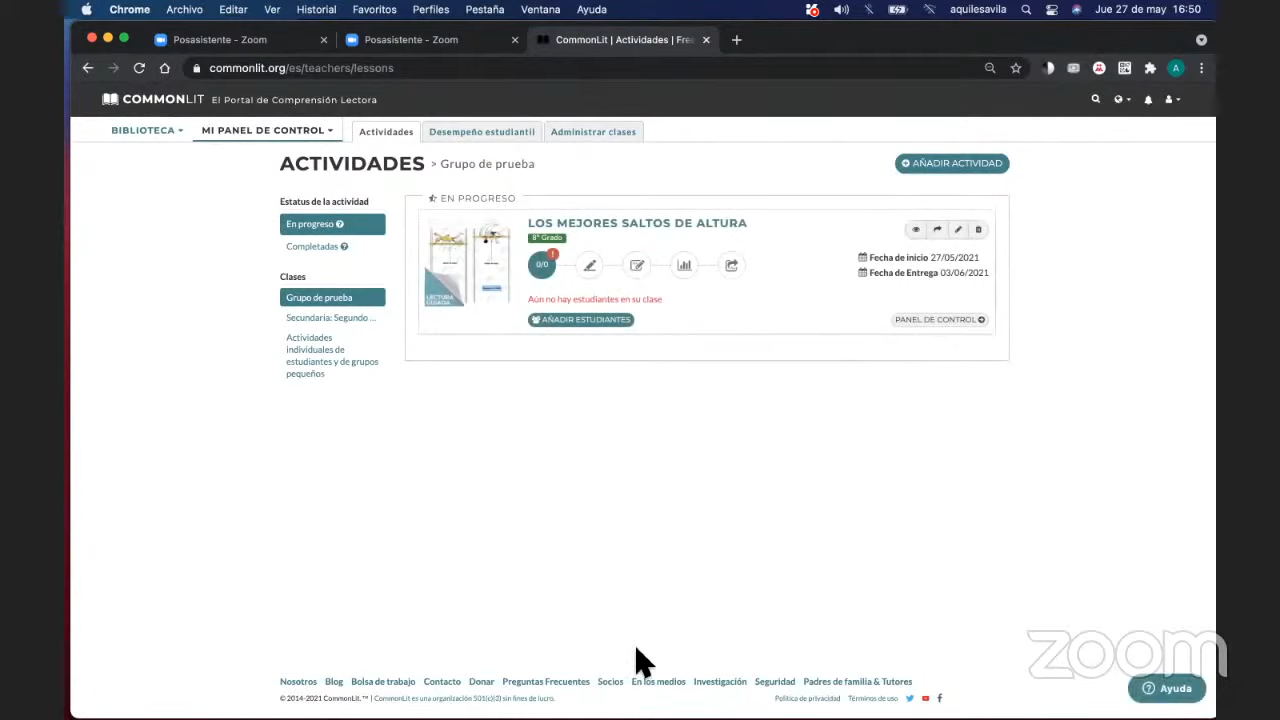 Chrome Archivo Editar Ver Historial Favoritos Perfiles Pestaña Ventana Ayuda aquilesavila Jue 27 de may 16:50
Posasistente - Zoom Posasistente - Zoom CommonLit | Actividades | Free
commonlit.org/es/teachers/lessons
COMMONLIT El Portal de Comprensión Lectora
BIBLIOTECA MI PANEL DE CONTROL Actividades Desempeño estudiantil Administrar clases
ACTIVIDADES > Grupo de prueba AÑADIR ACTIVIDAD
Estatus de la actividad
En progreso
Completadas
Clases
Grupo de prueba
Secundaria: Segundo ...
Actividades
individuales de
estudiantes y de grupos
pequeños
EN PROGRESO
LOS MEJORES SALTOS DE ALTURA
8º Grado
0/0
Aún no hay estudiantes en su clase
AÑADIR ESTUDIANTES
LECTURA
GUIADA
Fecha de inicio 27/05/2021
Fecha de Entrega 03/06/2021
PANEL DE CONTROL
Nosotros Blog Bolsa de trabajo Contacto Donar Preguntas Frecuentes Socios En los medios Investigación Seguridad Padres de familia & Tutores
© 2014-2021 CommonLit.™ | CommonLit es una organización 501(c)(3) sin fines de lucro. Política de privacidad Términos de uso
Ayuda
zoom